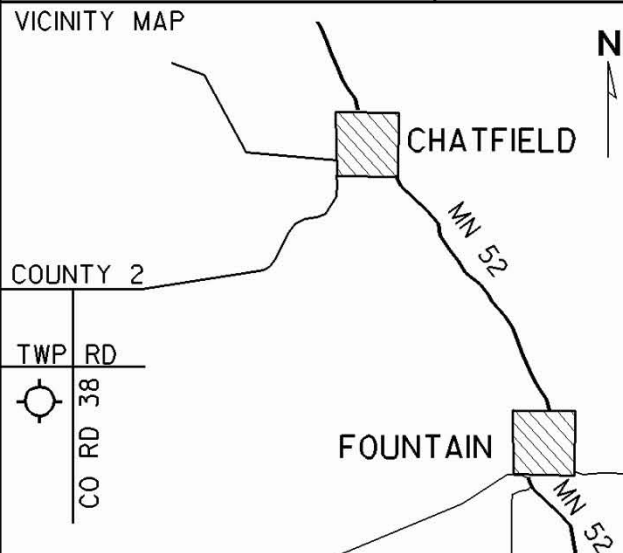 VICINITY MAP
N
CHATFIELD
MN 52
COUNTY 2
TWP RD
CO RD 38
FOUNTAIN
MN 52